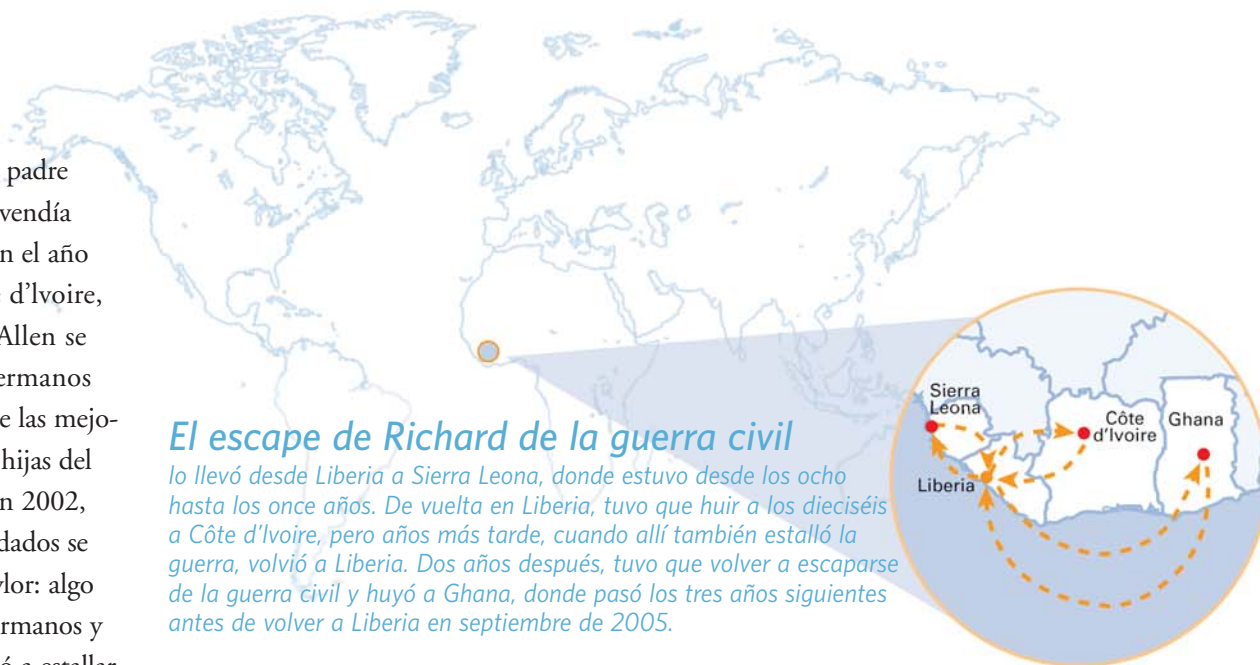 padre
vendía
n el año
d'Ivoire,
Allen se
ermanos
e las mejo-
hijas del
n 2002,
dados se
ylor: algo
rmanos y
ó a estallar
El escape de Richard de la guerra civil
lo llevó desde Liberia a Sierra Leona, donde estuvo desde los ocho
hasta los once años. De vuelta en Liberia, tuvo que huir a los dieciséis
a Côte d'Ivoire, pero años más tarde, cuando allí también estalló la
guerra, volvió a Liberia. Dos años después, tuvo que volver a escaparse
de la guerra civil y huyó a Ghana, donde pasó los tres años siguientes
antes de volver a Liberia en septiembre de 2005.
Sierra
Leona
Côte
d'Ivoire
Ghana
Liberia